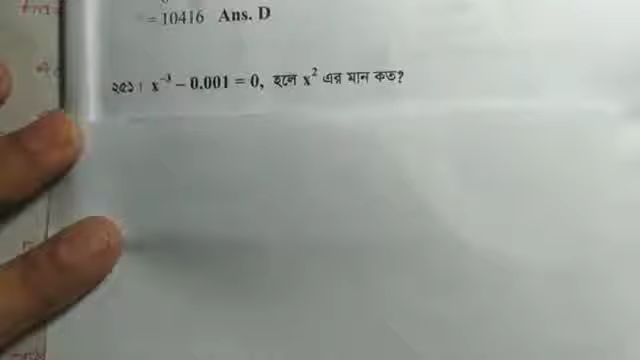 = 10416 Ans. D
২৫১। x⁻³ – 0.001 = 0, হলে x² এর মান কত?